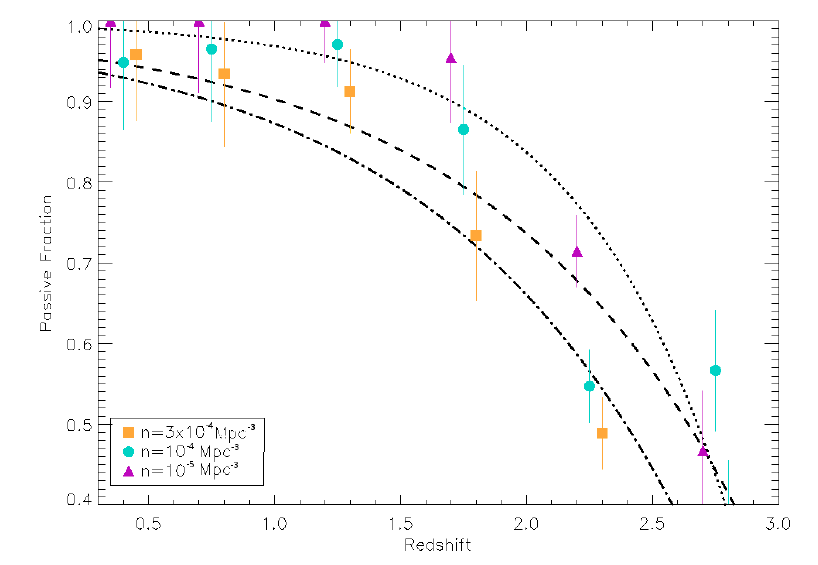 1.0
0.9
0.8
0.7
0.6
0.5
0.4
Passive Fraction
n=3x10⁻⁴Mpc⁻³
n=10⁻⁴ Mpc⁻³
n=10⁻⁵ Mpc⁻³
0.5 1.0 1.5 2.0 2.5 3.0
Redshift